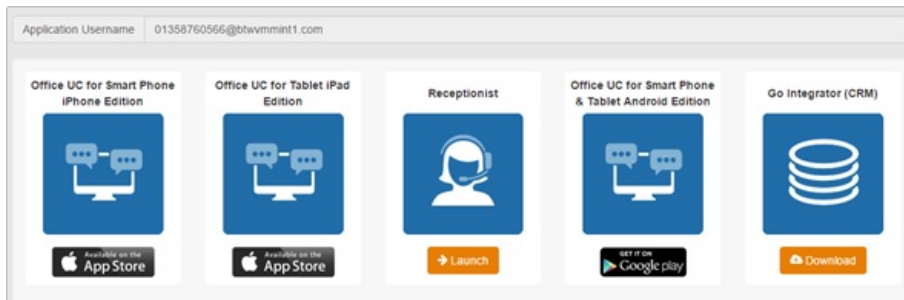 Application Username 01358760566@btwvmmint1.com
Office UC for Smart Phone
iPhone Edition
Available on the
App Store
Office UC for Tablet iPad
Edition
Available on the
App Store
Receptionist
Launch
Office UC for Smart Phone
& Tablet Android Edition
GET IT ON
Google play
Go Integrator (CRM)
Download